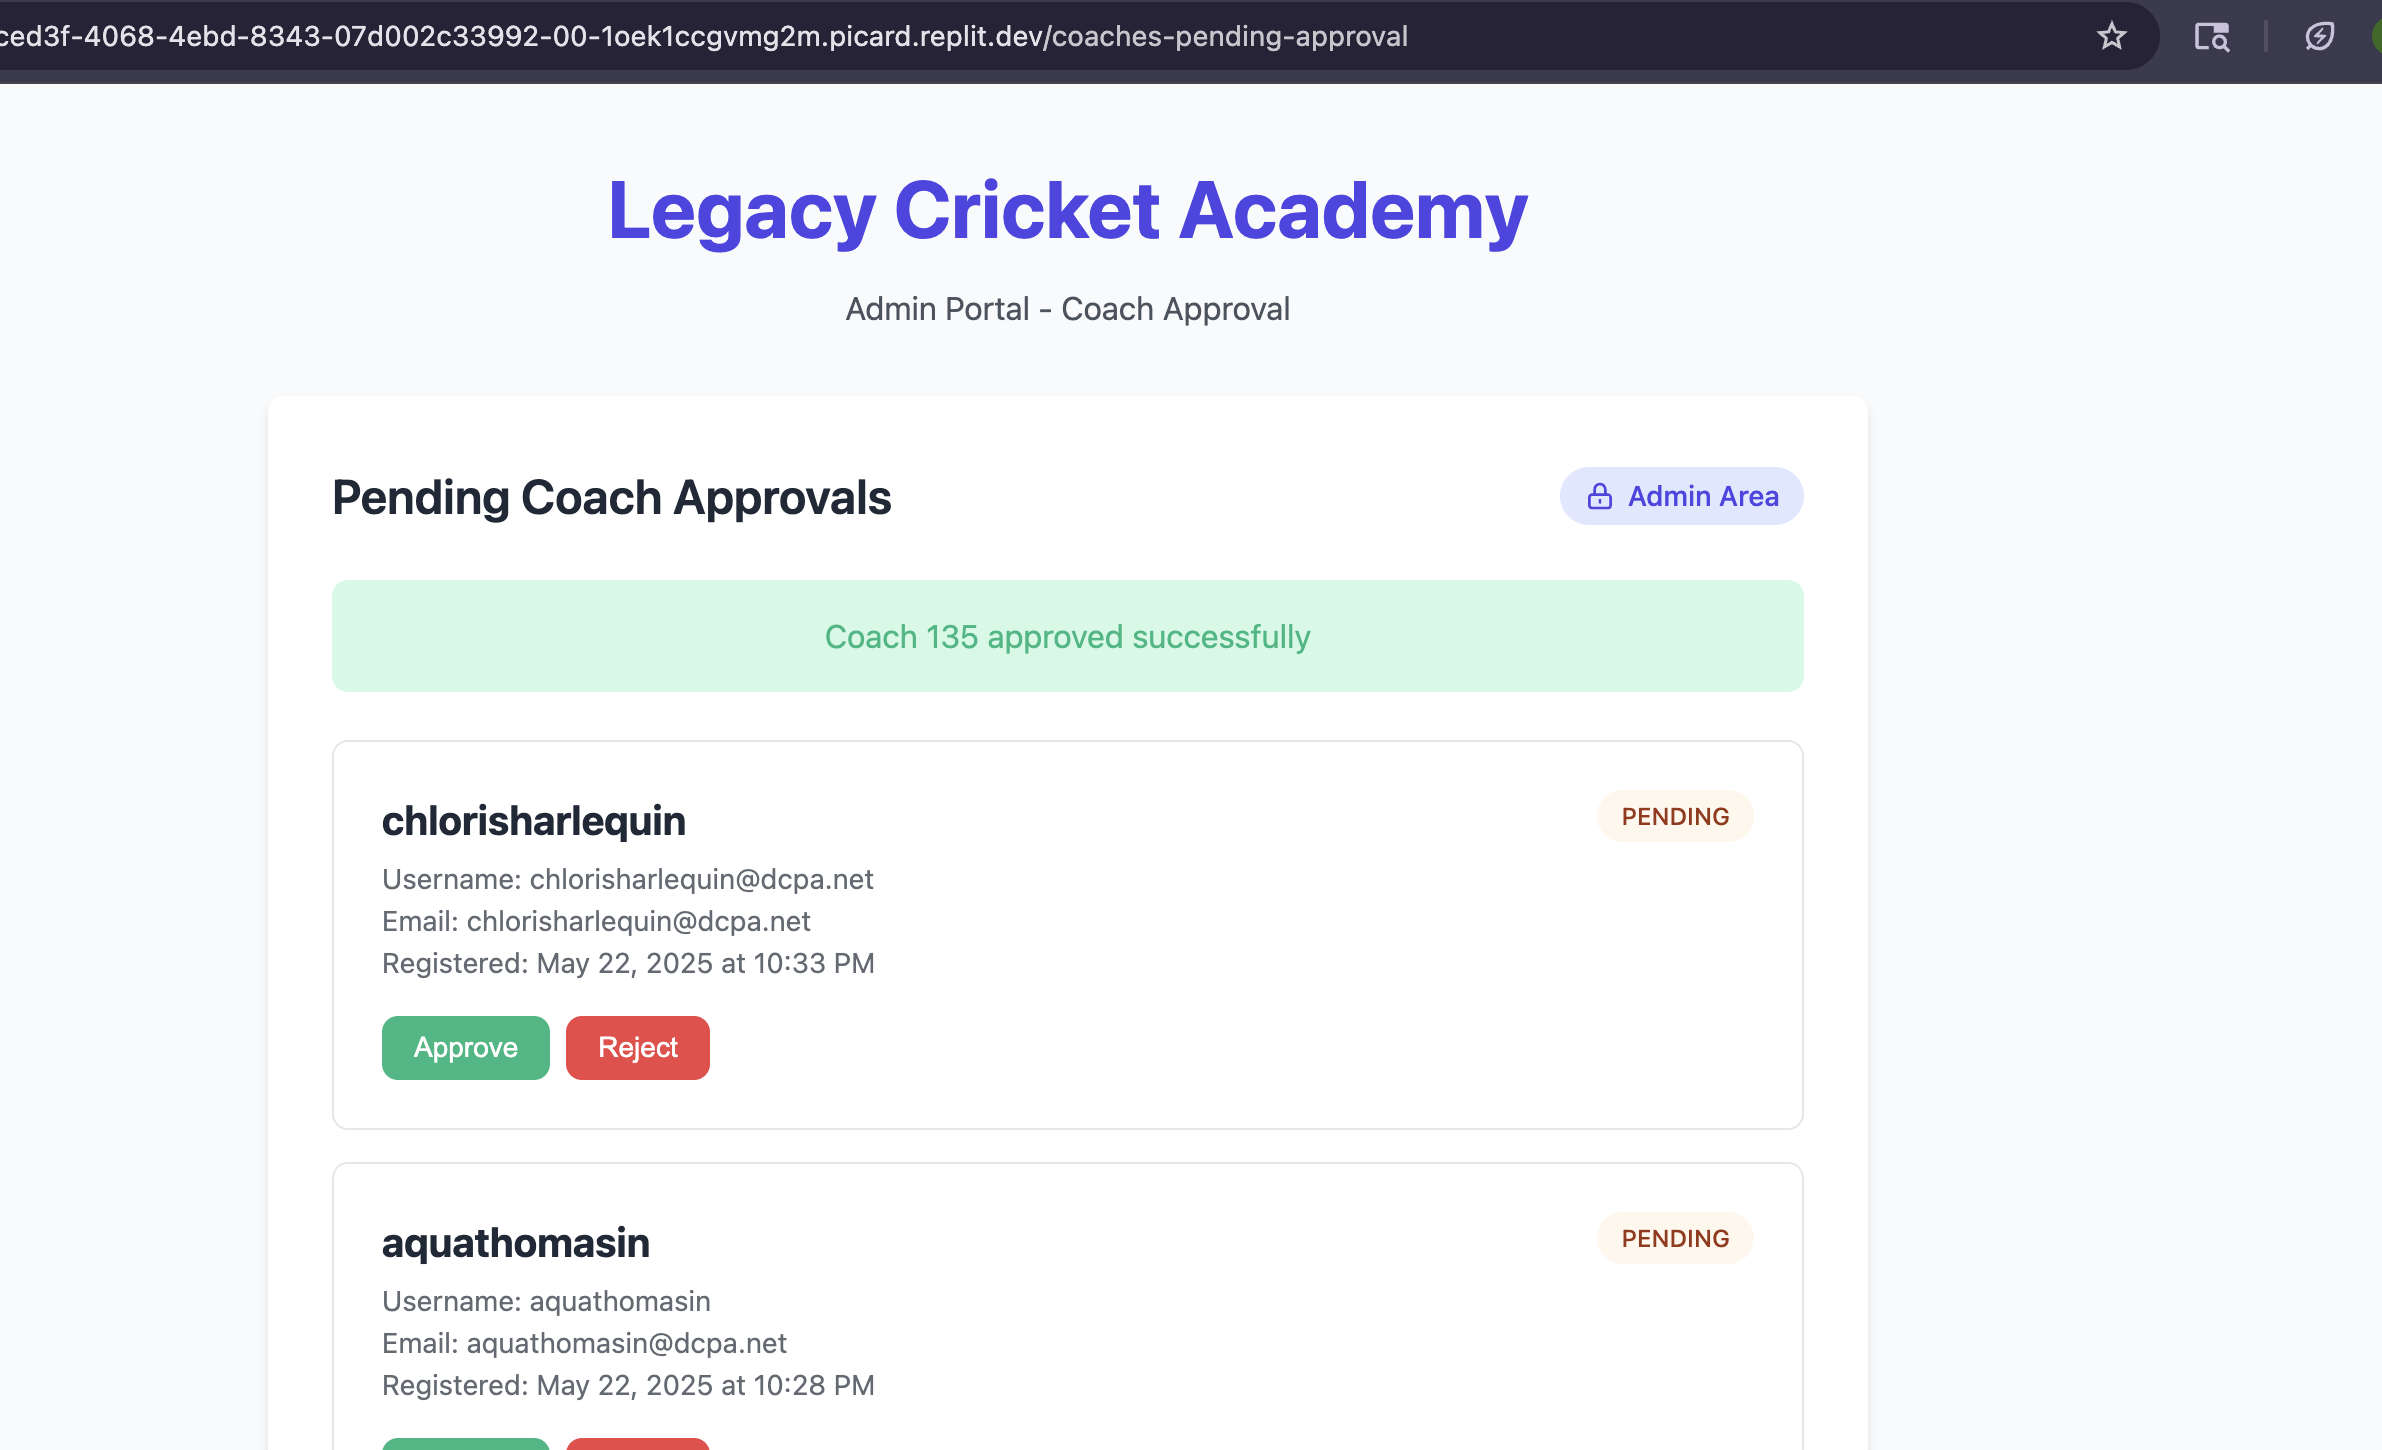 ced3f-4068-4ebd-8343-07d002c33992-00-1oek1ccgvmg2m.picard.replit.dev/coaches-pending-approval
Legacy Cricket Academy
Admin Portal - Coach Approval
Pending Coach Approvals
Admin Area
Coach 135 approved successfully
chlorisharlequin
PENDING
Username: chlorisharlequin@dcpa.net
Email: chlorisharlequin@dcpa.net
Registered: May 22, 2025 at 10:33 PM
Approve
Reject
aquathomasin
PENDING
Username: aquathomasin
Email: aquathomasin@dcpa.net
Registered: May 22, 2025 at 10:28 PM